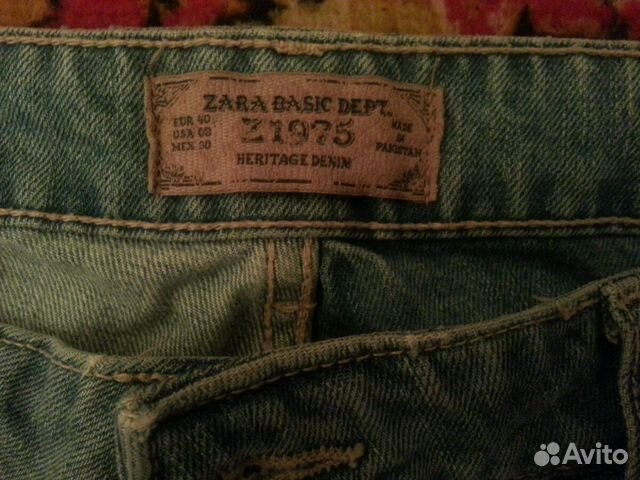 ZARA BASIC DEPT.
EUR 40
USA 08
MEX 30
Z1975
MADE
IN
PAKISTAN
HERITAGE DENIM
Avito